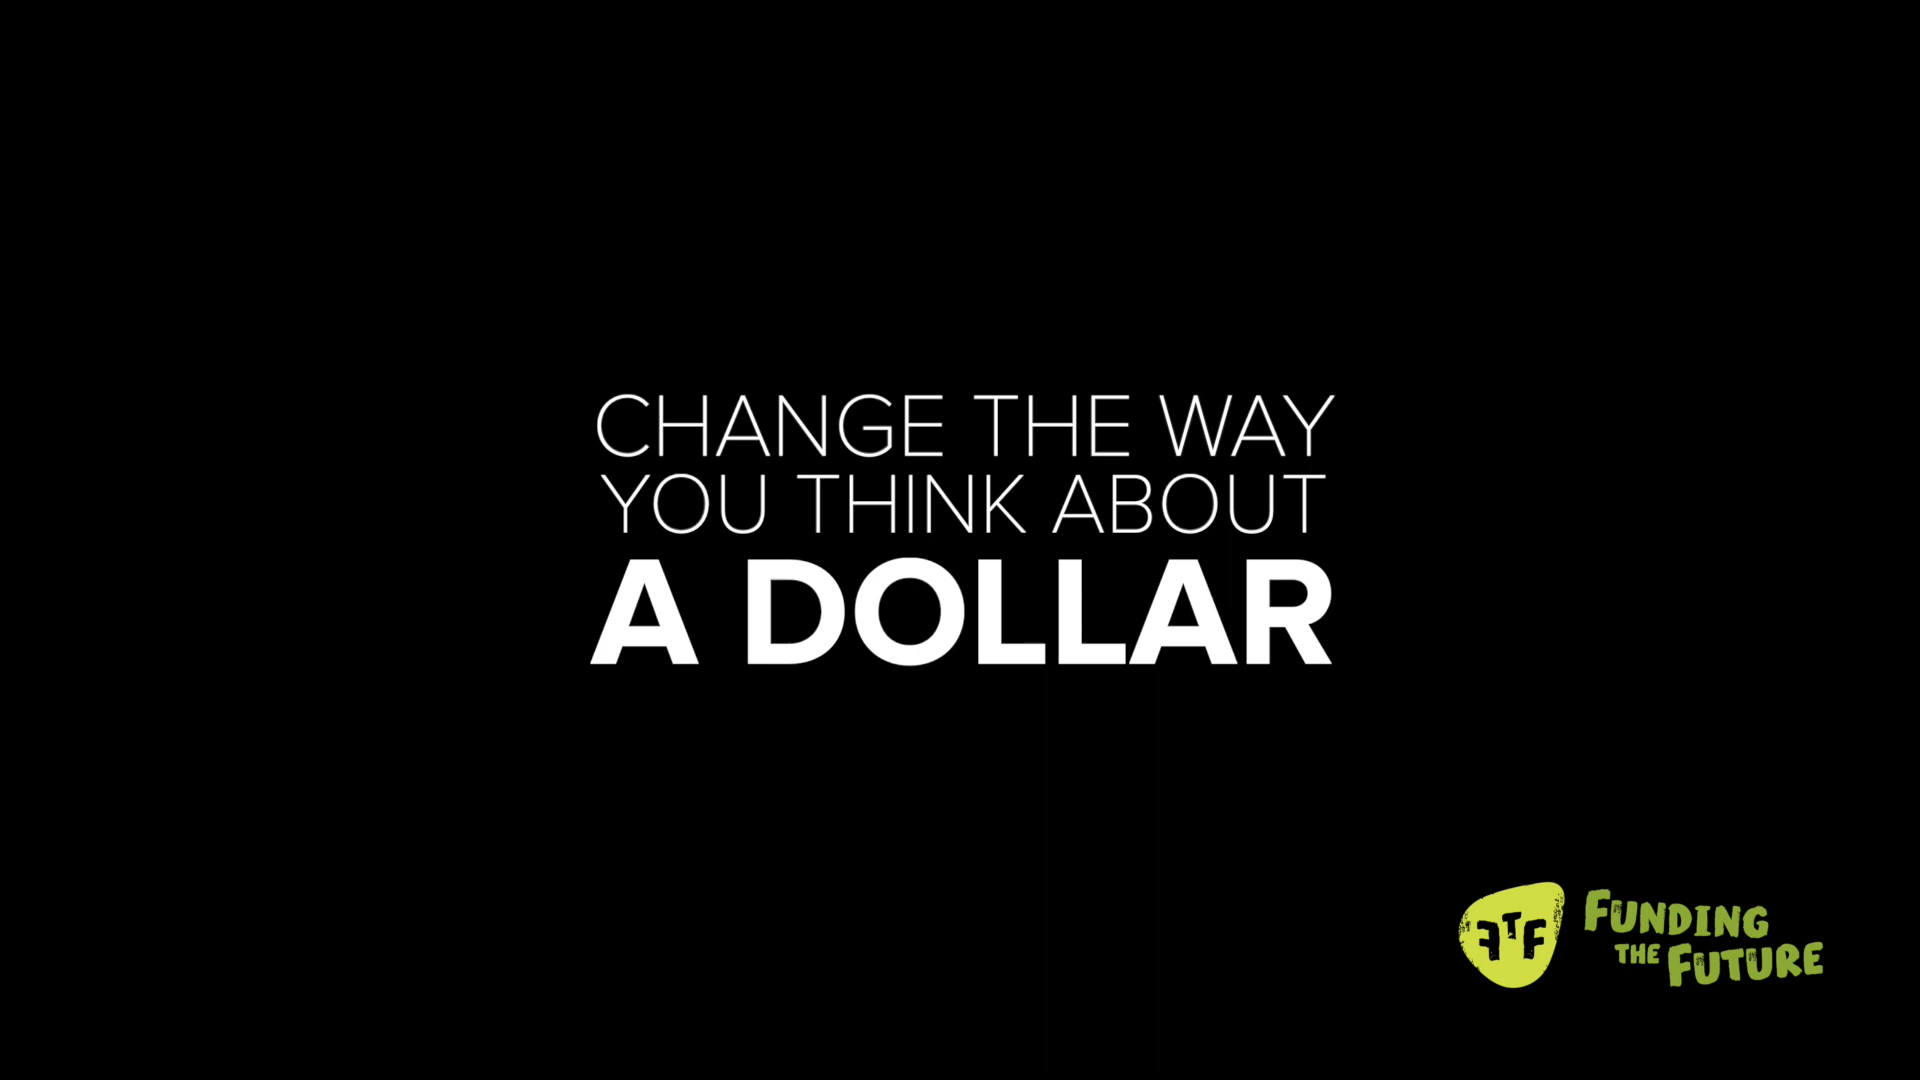 CHANGE THE WAY
YOU THINK ABOUT
A DOLLAR
FTF
FUNDING
THE FUTURE